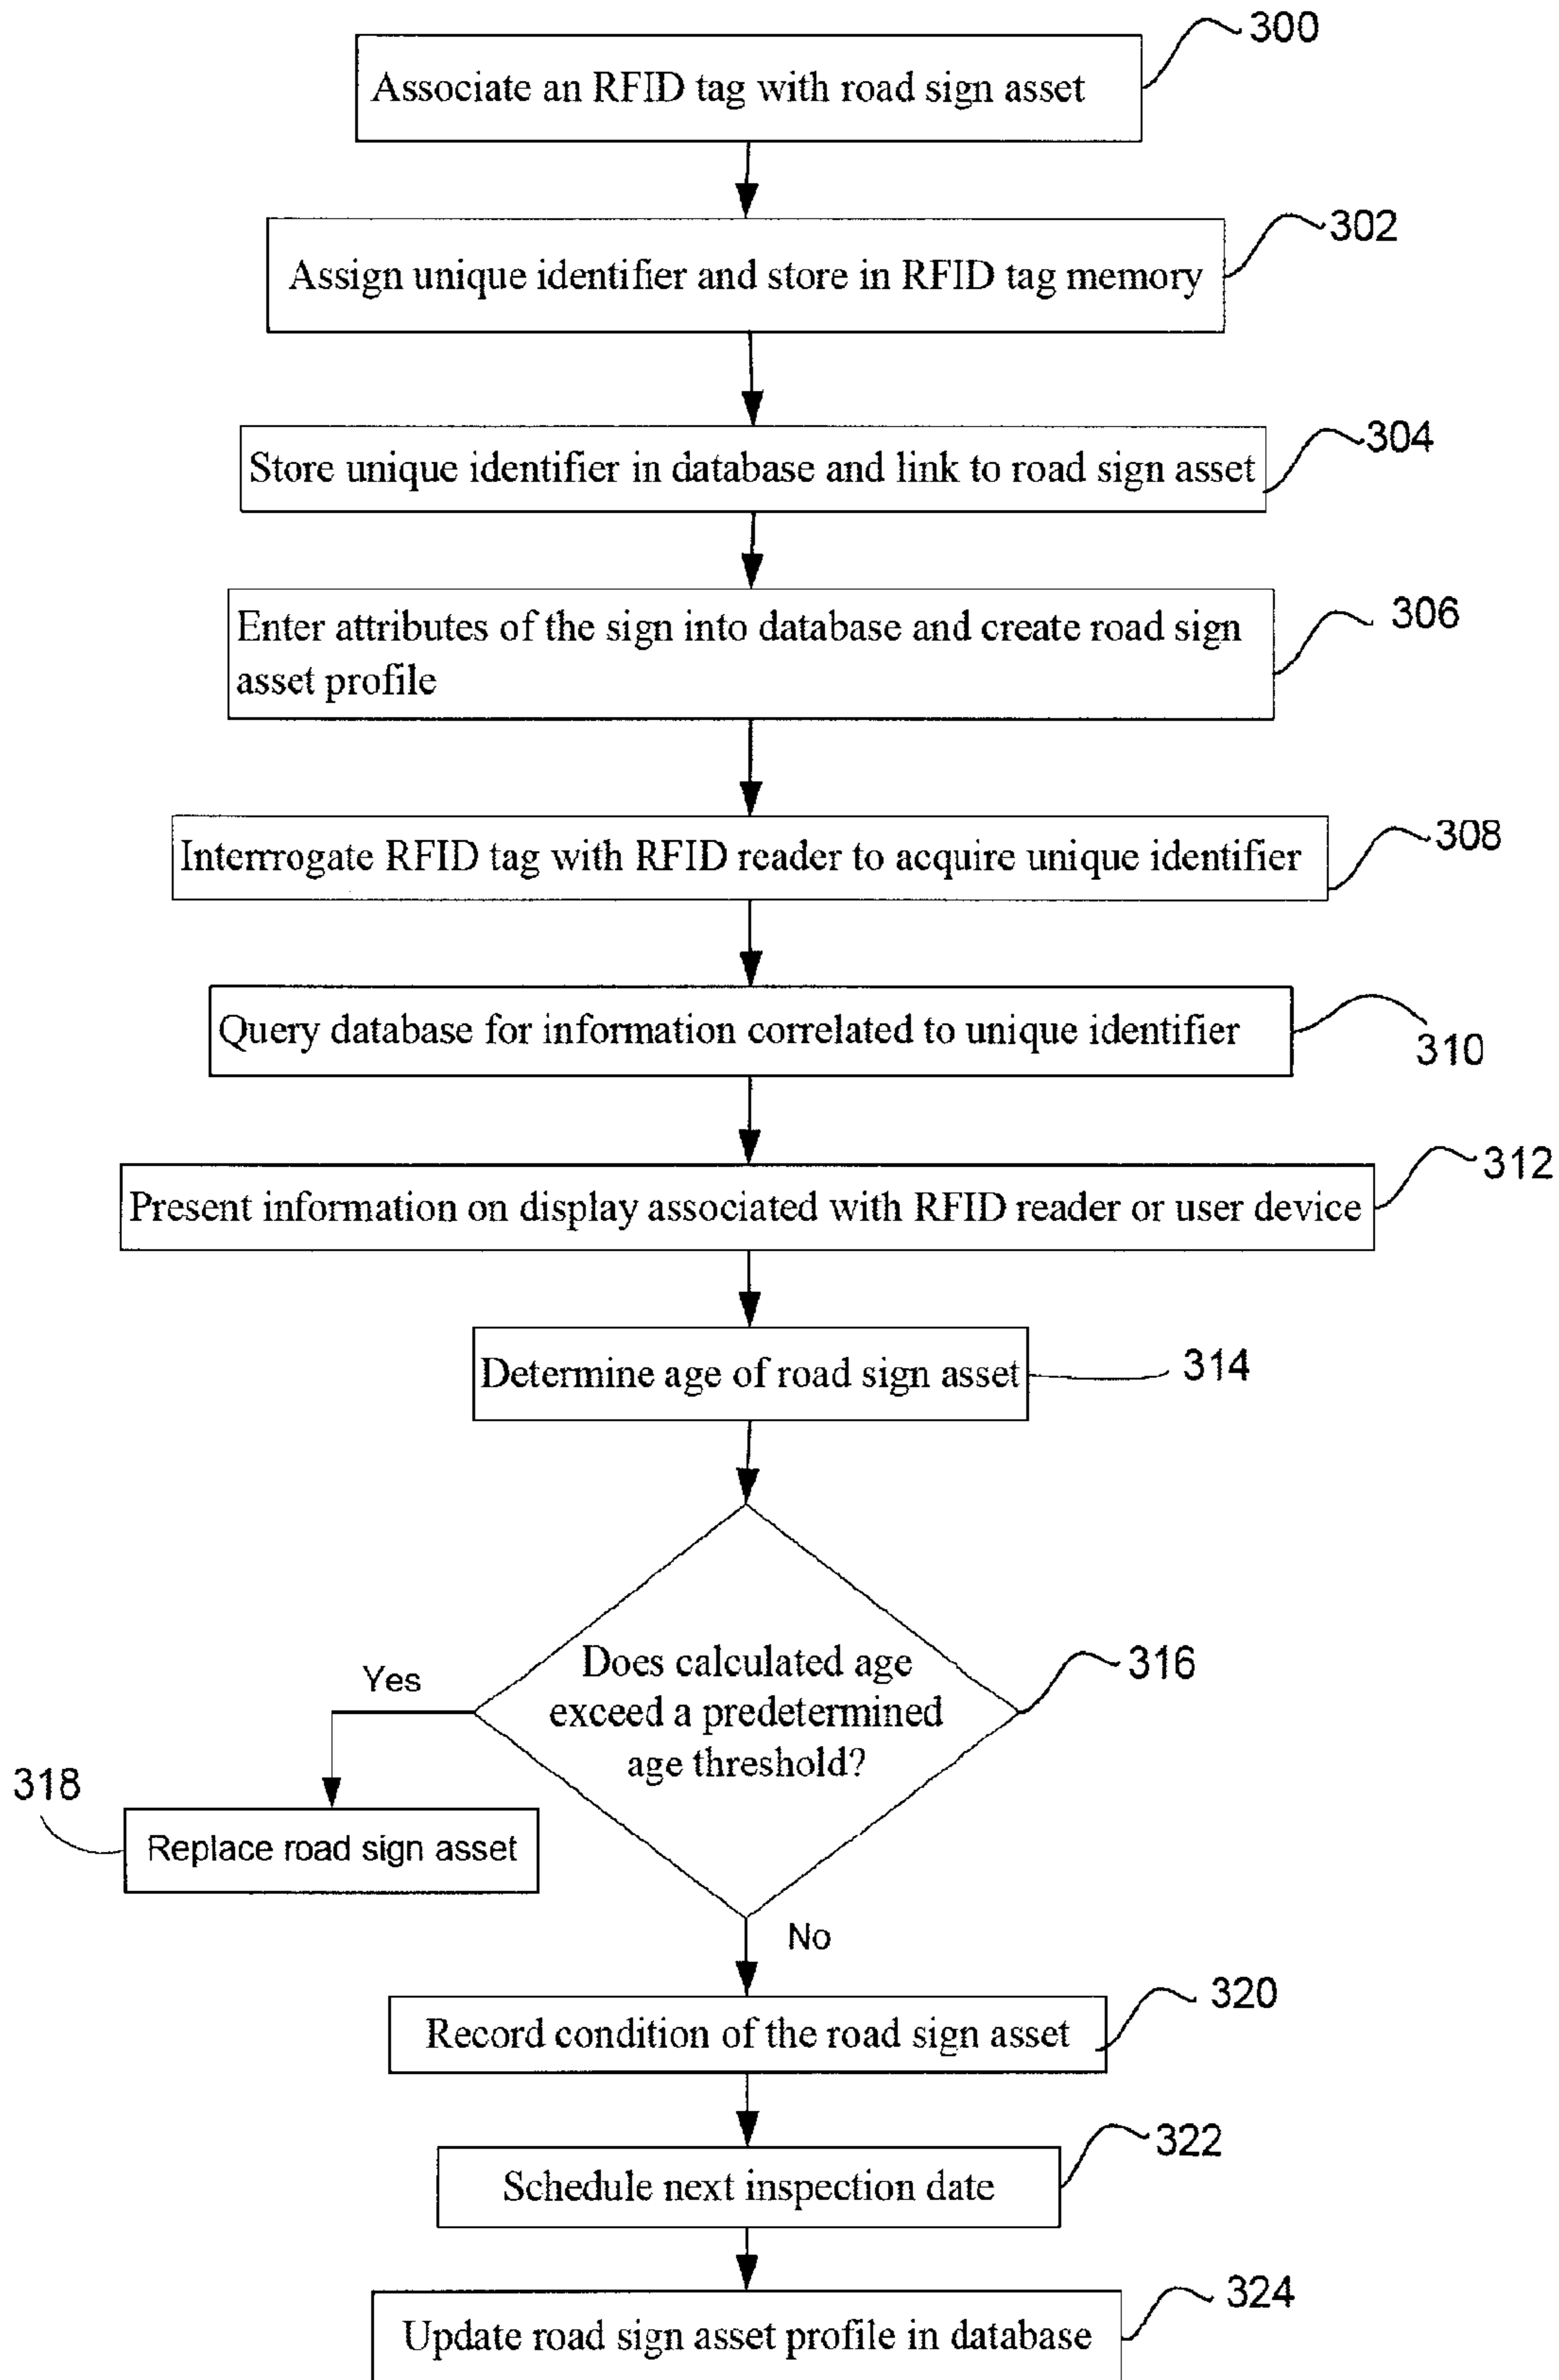 300
Associate an RFID tag with road sign asset
302
Assign unique identifier and store in RFID tag memory
304
Store unique identifier in database and link to road sign asset
306
Enter attributes of the sign into database and create road sign
asset profile
308
Interrrogate RFID tag with RFID reader to acquire unique identifier
Query database for information correlated to unique identifier
310
312
Present information on display associated with RFID reader or user device
Determine age of road sign asset
314
Does calculated age
exceed a predetermined
age threshold?
316
Yes
318
Replace road sign asset
No
320
Record condition of the road sign asset
322
Schedule next inspection date
324
Update road sign asset profile in database